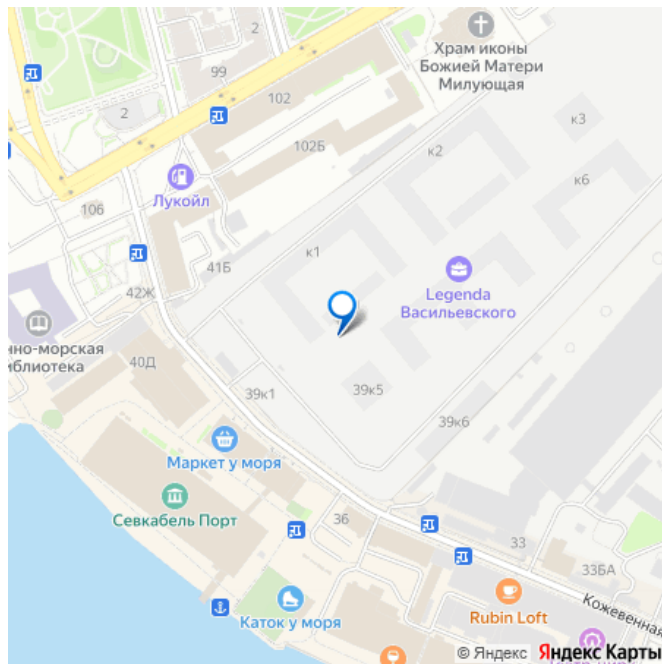 2
99
102
Храм иконы
Божией Матери
Милующая
2
102Б
к3
к2
Лукойл
к6
106
41Б
к1
Legenda
Васильевского
42Ж
нно-морская
иблиотека
40Д
39к1
39к5
39к6
Маркет у моря
Севкабель Порт
36
33
33БА
Rubin Loft
Кожевенная
Каток у моря
© Яндекс Яндекс Карты